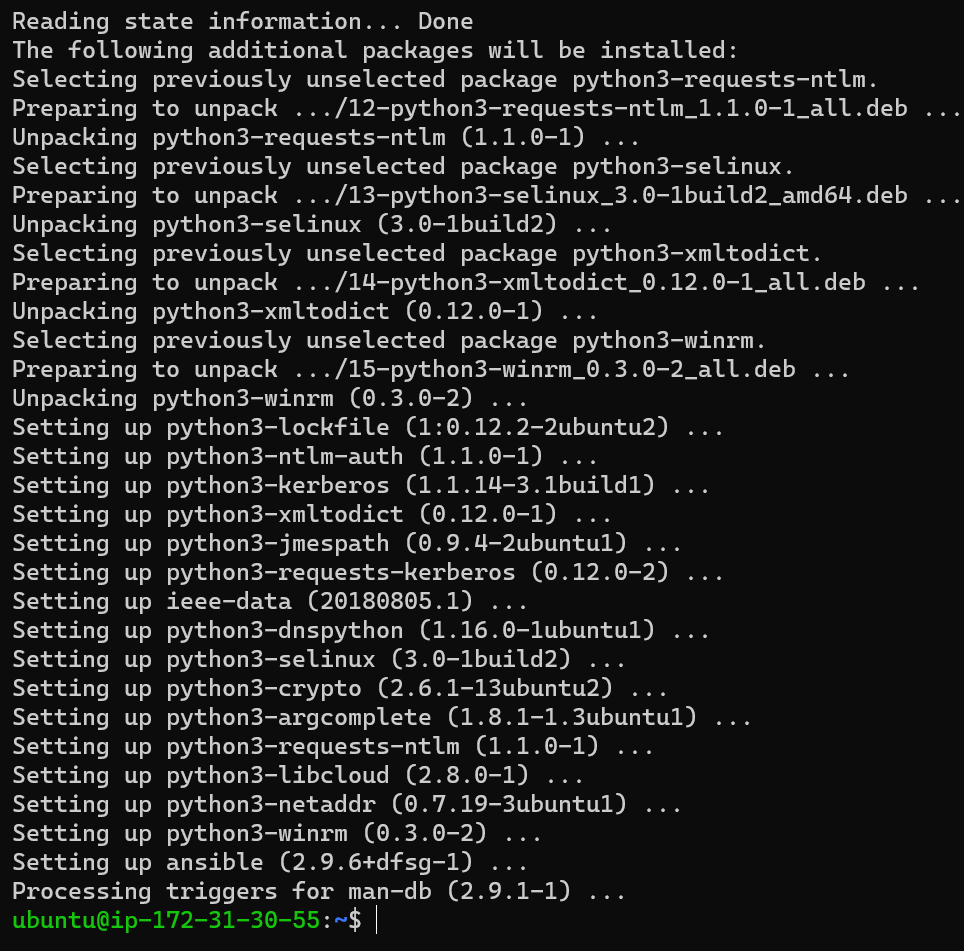 Reading state information... Done
The following additional packages will be installed:
Selecting previously unselected package python3-requests-ntlm.
Preparing to unpack .../12-python3-requests-ntlm_1.1.0-1_all.deb ...
Unpacking python3-requests-ntlm (1.1.0-1) ...
Selecting previously unselected package python3-selinux.
Preparing to unpack .../13-python3-selinux_3.0-1build2_amd64.deb ...
Unpacking python3-selinux (3.0-1build2) ...
Selecting previously unselected package python3-xmltodict.
Preparing to unpack .../14-python3-xmltodict_0.12.0-1_all.deb ...
Unpacking python3-xmltodict (0.12.0-1) ...
Selecting previously unselected package python3-winrm.
Preparing to unpack .../15-python3-winrm_0.3.0-2_all.deb ...
Unpacking python3-winrm (0.3.0-2) ...
Setting up python3-lockfile (1:0.12.2-2ubuntu2) ...
Setting up python3-ntlm-auth (1.1.0-1) ...
Setting up python3-kerberos (1.1.14-3.1build1) ...
Setting up python3-xmltodict (0.12.0-1) ...
Setting up python3-jmespath (0.9.4-2ubuntu1) ...
Setting up python3-requests-kerberos (0.12.0-2) ...
Setting up ieee-data (20180805.1) ...
Setting up python3-dnspython (1.16.0-1ubuntu1) ...
Setting up python3-selinux (3.0-1build2) ...
Setting up python3-crypto (2.6.1-13ubuntu2) ...
Setting up python3-argcomplete (1.8.1-1.3ubuntu1) ...
Setting up python3-requests-ntlm (1.1.0-1) ...
Setting up python3-libcloud (2.8.0-1) ...
Setting up python3-netaddr (0.7.19-3ubuntu1) ...
Setting up python3-winrm (0.3.0-2) ...
Setting up ansible (2.9.6+dfsg-1) ...
Processing triggers for man-db (2.9.1-1) ...
ubuntu@ip-172-31-30-55:~$